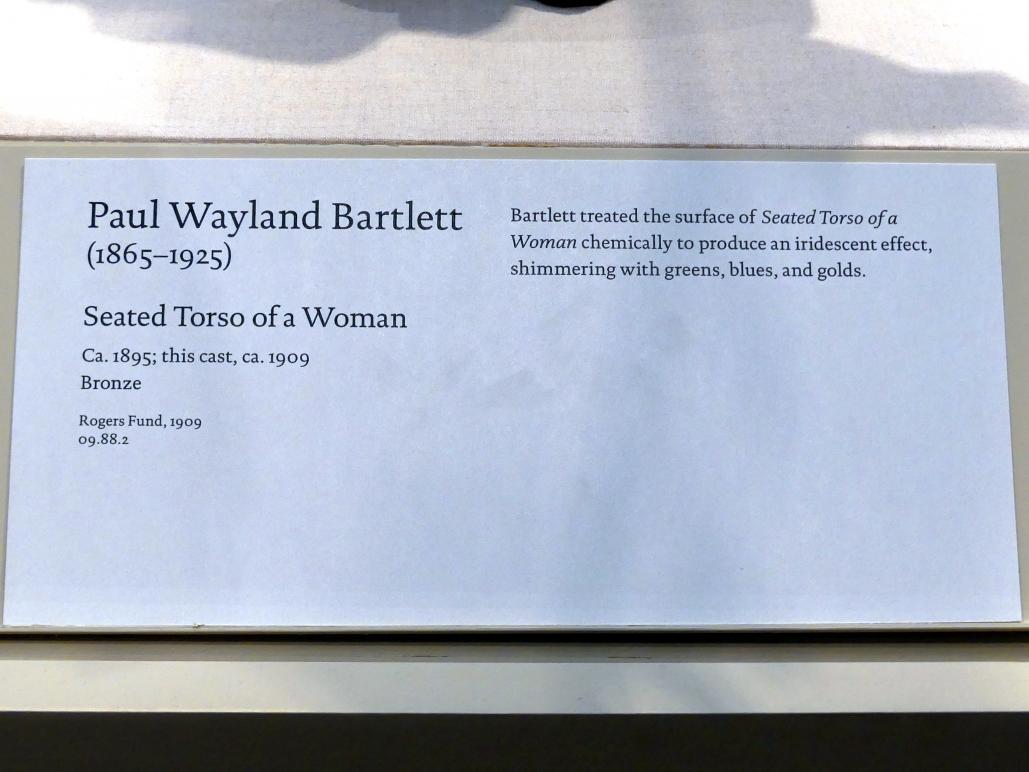 Paul Wayland Bartlett
(1865–1925)
Seated Torso of a Woman
Ca. 1895; this cast, ca. 1909
Bronze
Rogers Fund, 1909
09.88.2
Bartlett treated the surface of Seated Torso of a
Woman chemically to produce an iridescent effect,
shimmering with greens, blues, and golds.